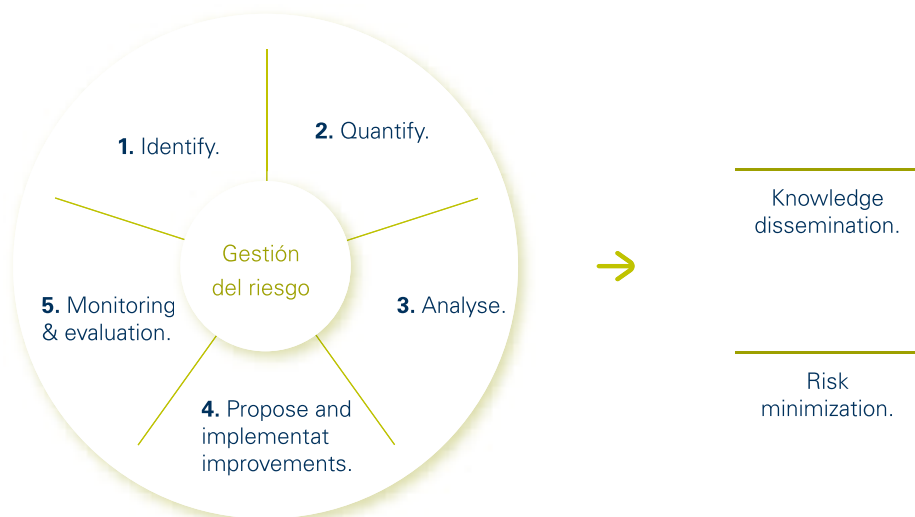 1. Identify.
2. Quantify.
3. Analyse.
4. Propose and
implementat
improvements.
5. Monitoring
& evaluation.
Gestión
del riesgo
Knowledge
dissemination.
Risk
minimization.